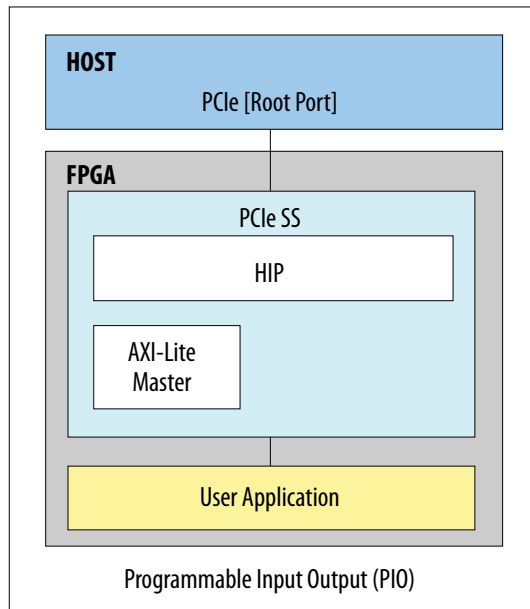 HOST
PCIe [Root Port]
FPGA
PCIe SS
HIP
AXI-Lite
Master
User Application
Programmable Input Output (PIO)